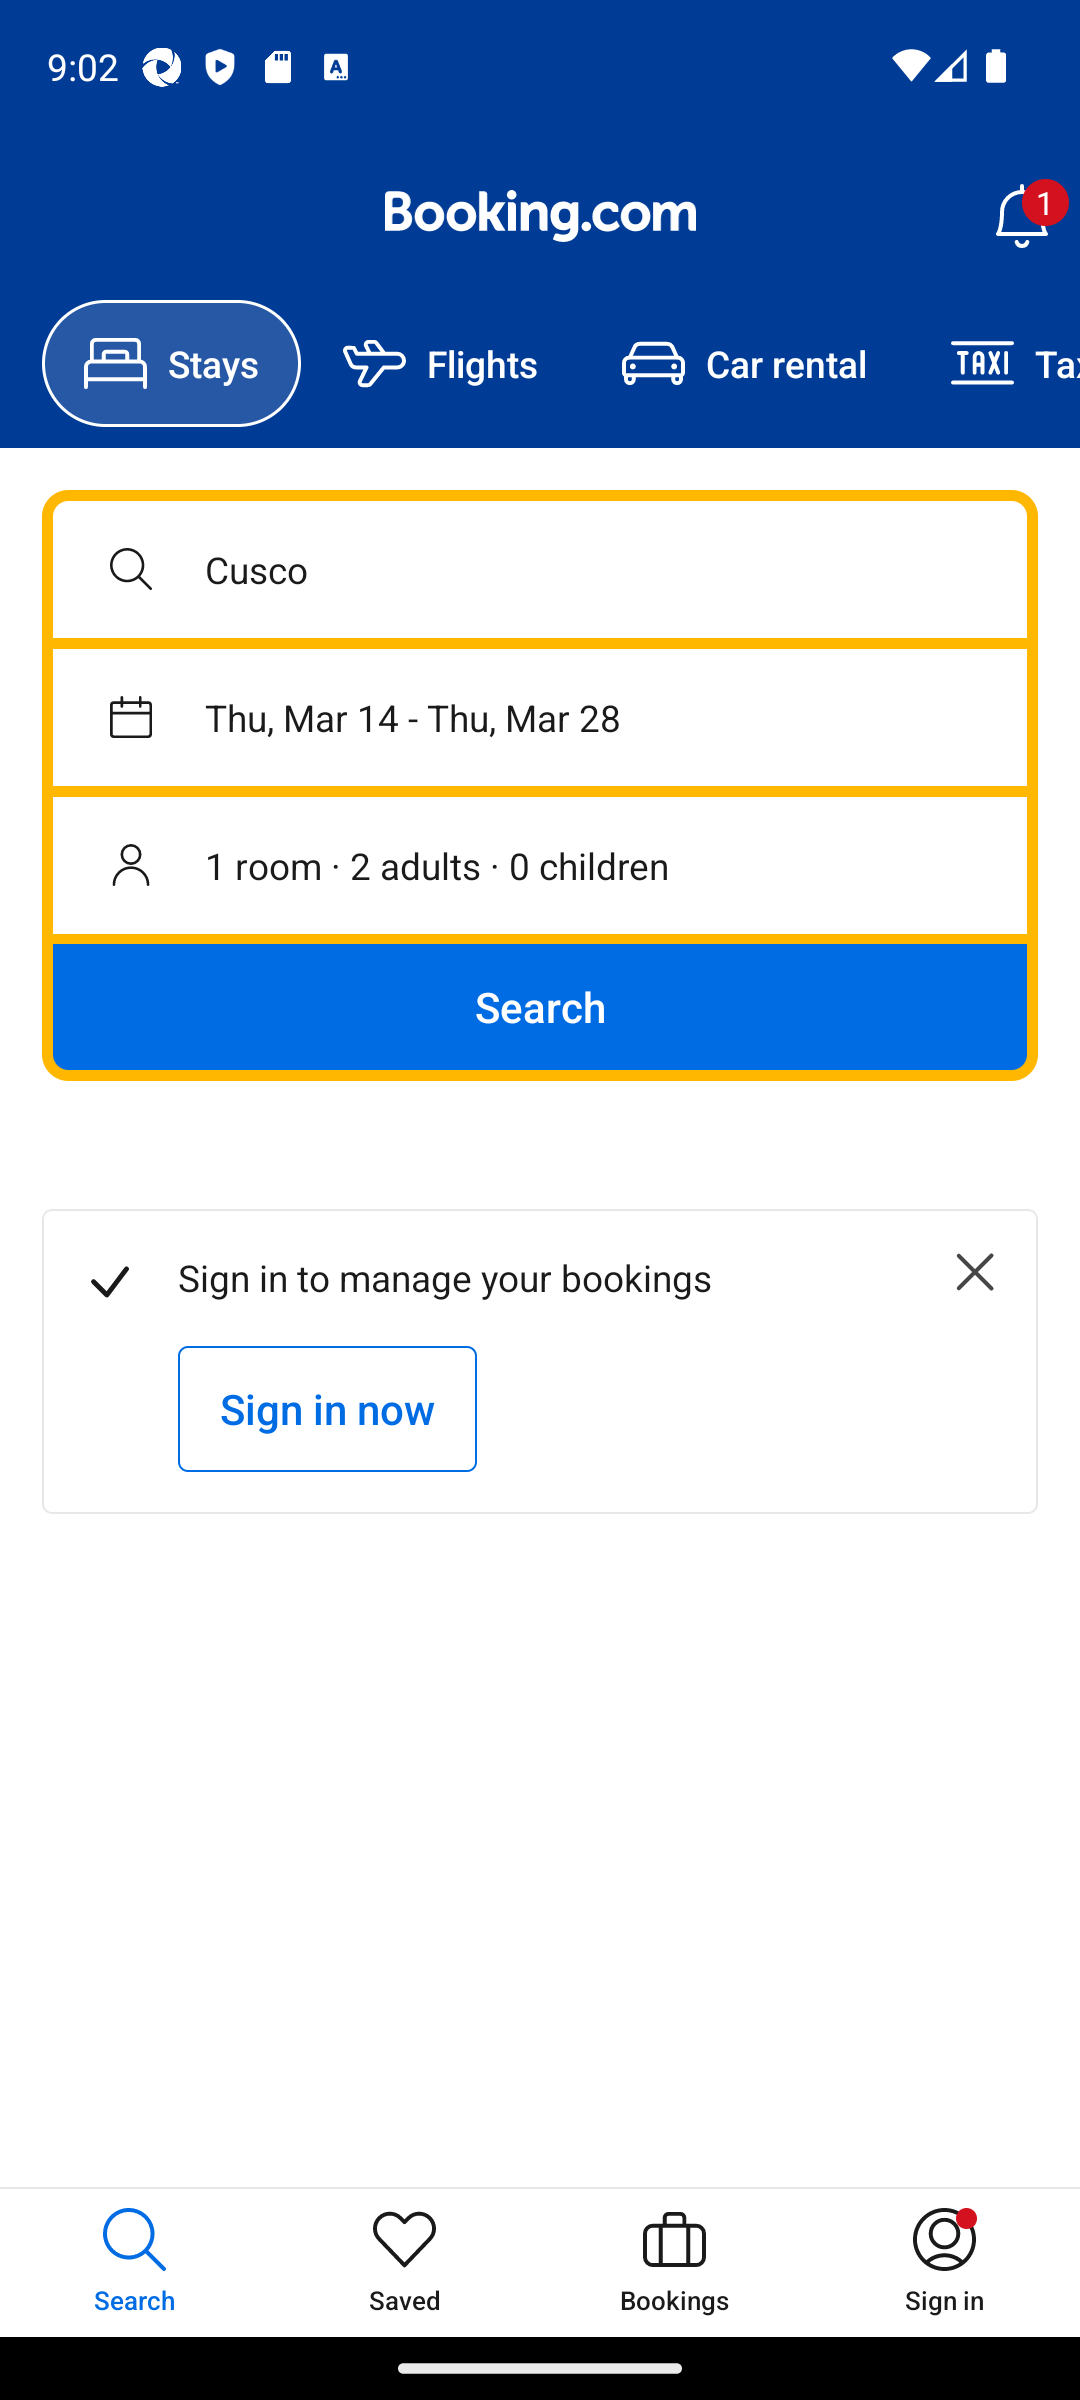 9:02
Booking.com
1
Stays
Flights
Car rental
TAXI
Cusco
Thu, Mar 14 - Thu, Mar 28
1 room · 2 adults · 0 children
Search
Sign in to manage your bookings
Sign in now
Search
Saved
Bookings
Sign in